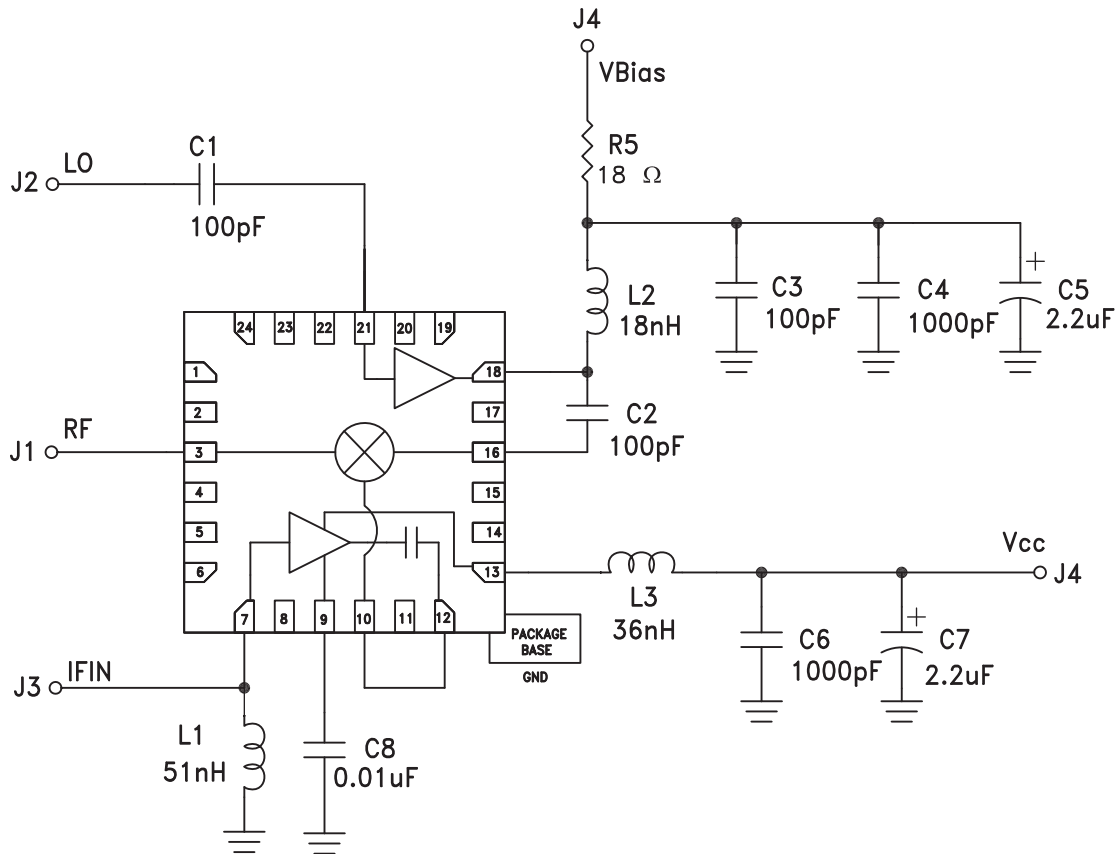 J4
VBias
R5
18 Ω
J2
LO
C1
100pF
L2
18nH
C3
100pF
C4
1000pF
+
C5
2.2uF
24
23
22
21
20
19
1
2
3
4
5
6
18
17
16
15
14
13
7
8
9
10
11
12
C2
100pF
J1
RF
Vcc
J4
L3
36nH
C6
1000pF
+
C7
2.2uF
PACKAGE
BASE
GND
J3
IFIN
L1
51nH
C8
0.01uF